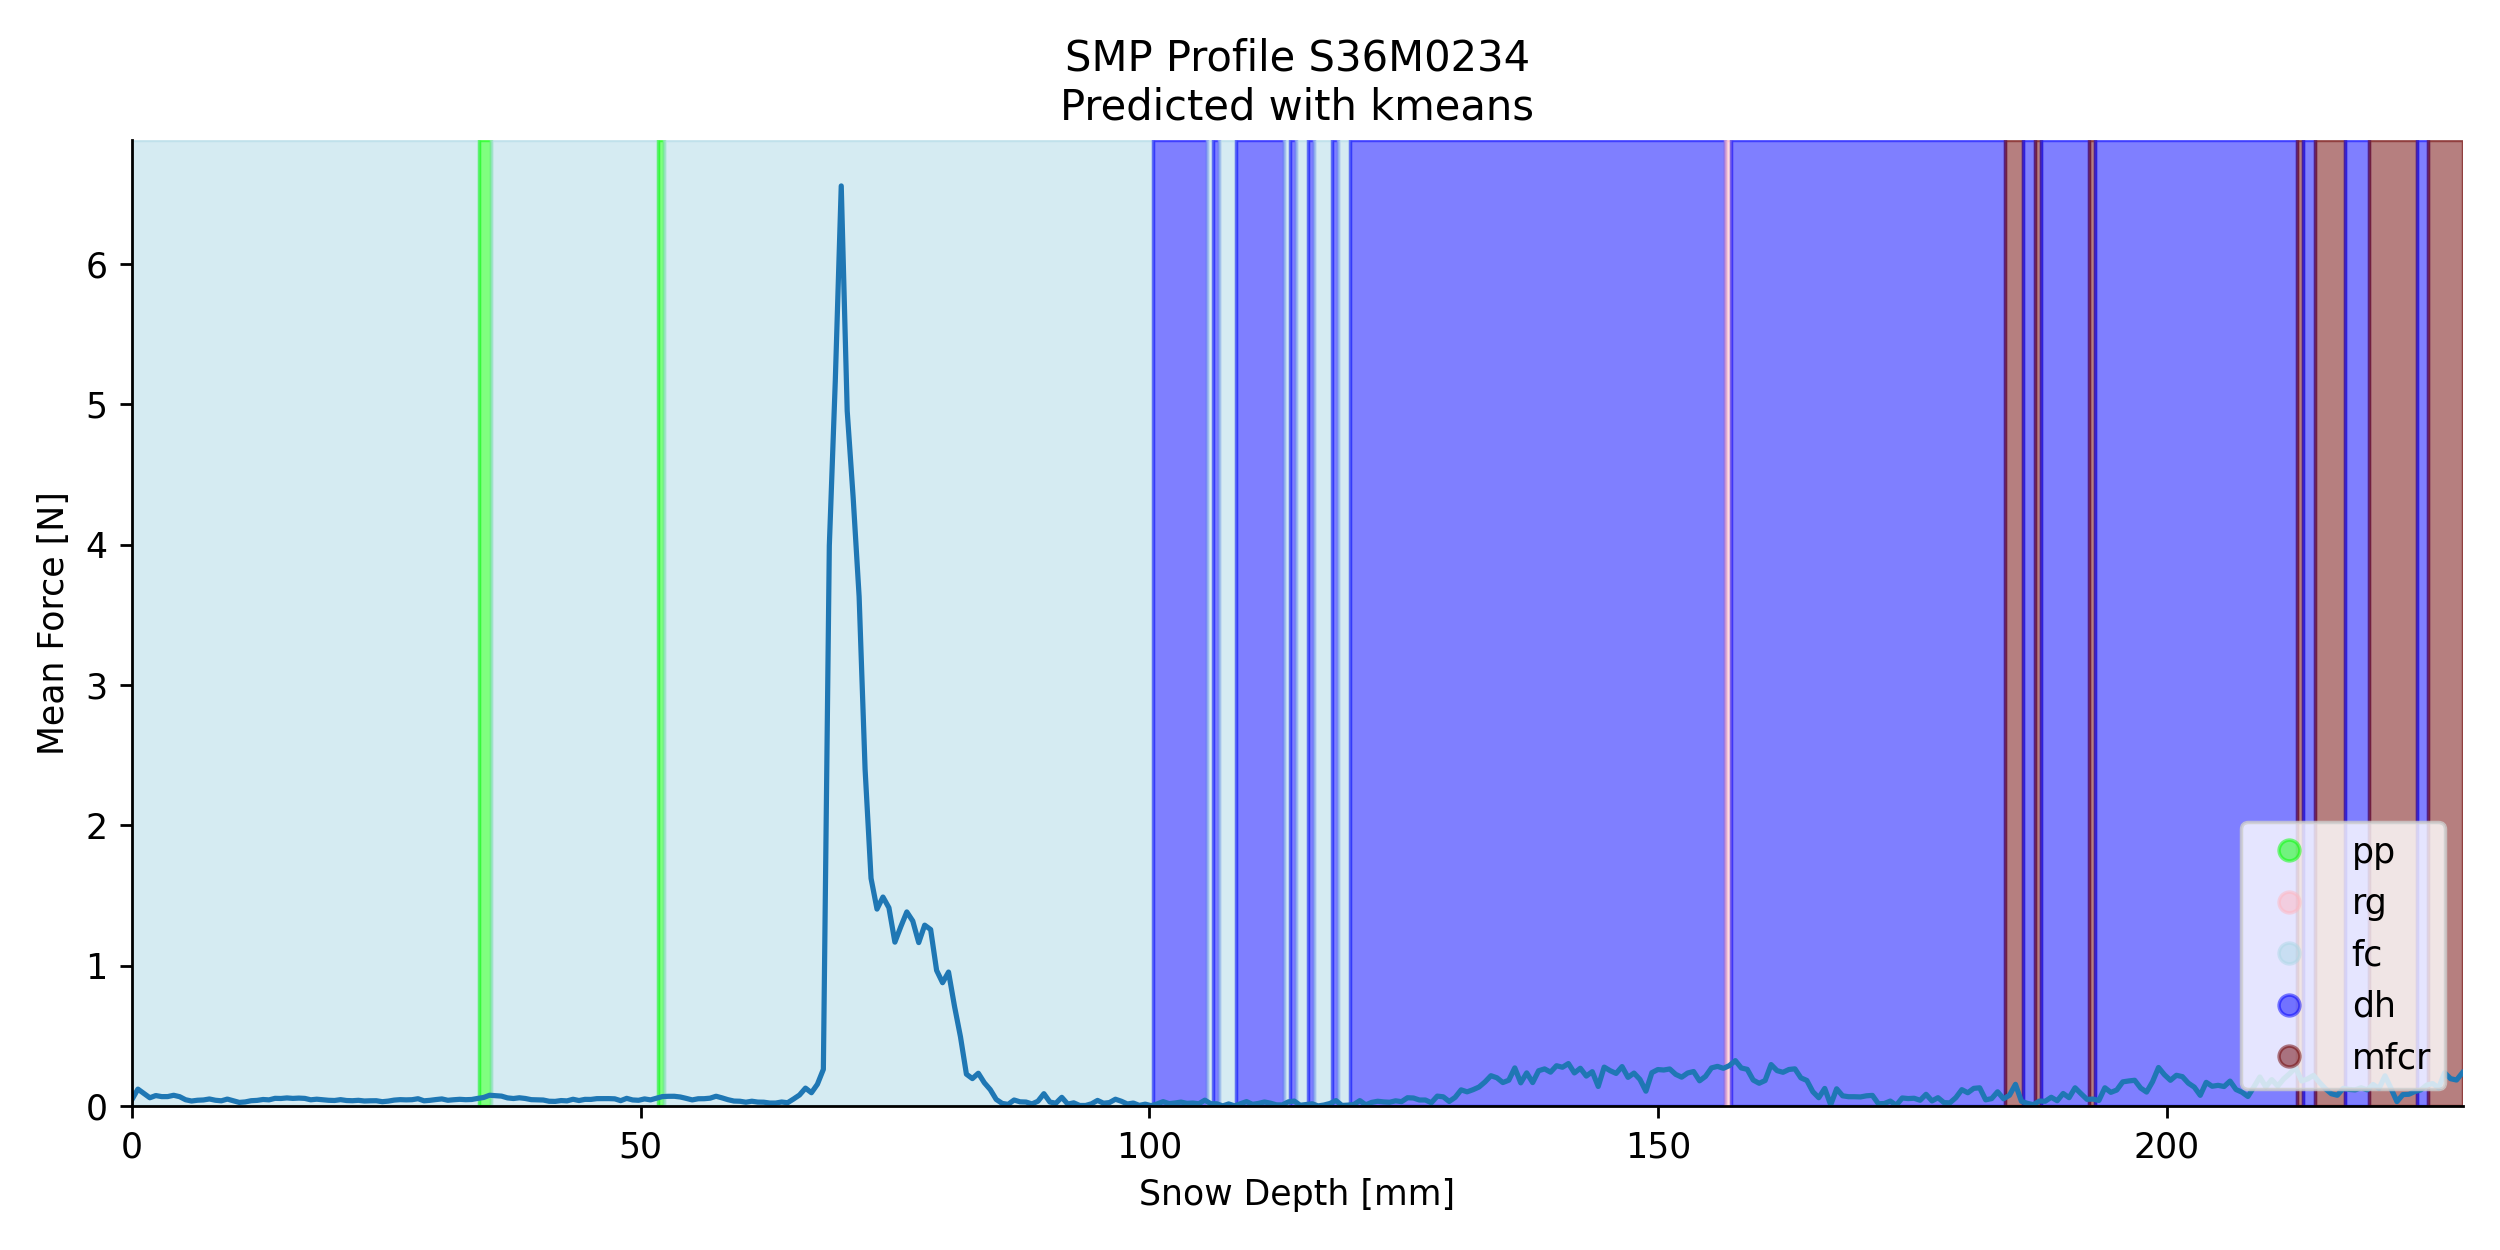 SMP Profile S36M0234
Predicted with kmeans
Mean Force [N]
6
5
4
3
2
1
0
0 50 100 150 200
Snow Depth [mm]
pp
rg
fc
dh
mfcr